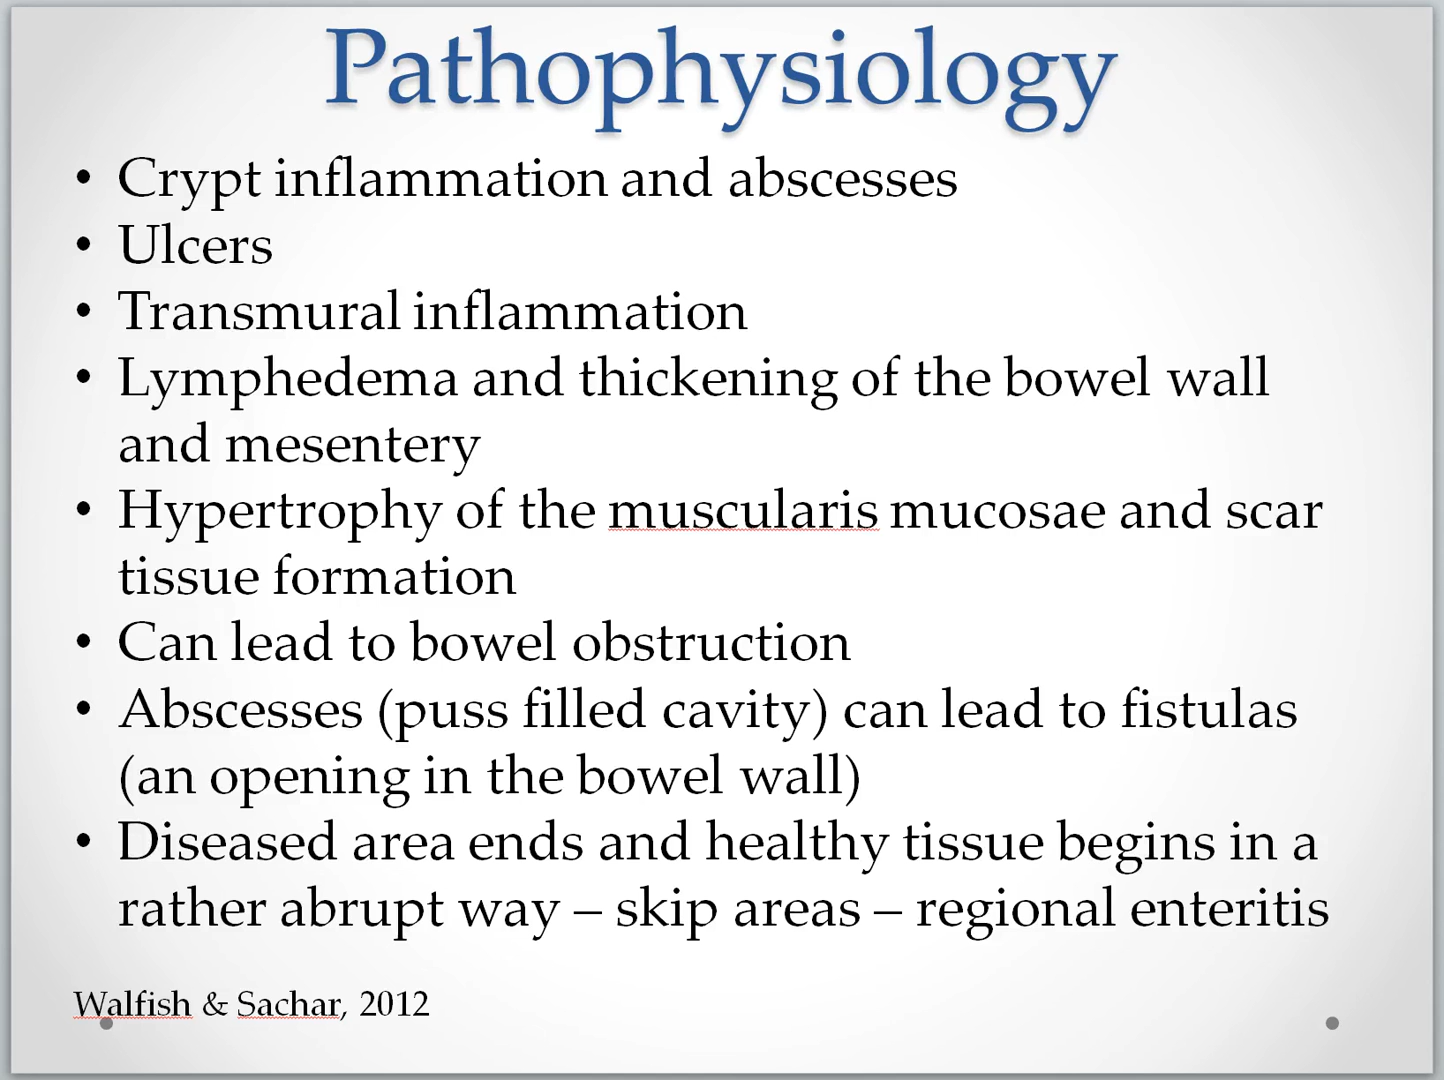 Pathophysiology
• Crypt inflammation and abscesses
• Ulcers
• Transmural inflammation
• Lymphedema and thickening of the bowel wall
and mesentery
• Hypertrophy of the muscularis mucosae and scar
tissue formation
• Can lead to bowel obstruction
• Abscesses (puss filled cavity) can lead to fistulas
(an opening in the bowel wall)
• Diseased area ends and healthy tissue begins in a
rather abrupt way – skip areas – regional enteritis
Walfish & Sachar, 2012